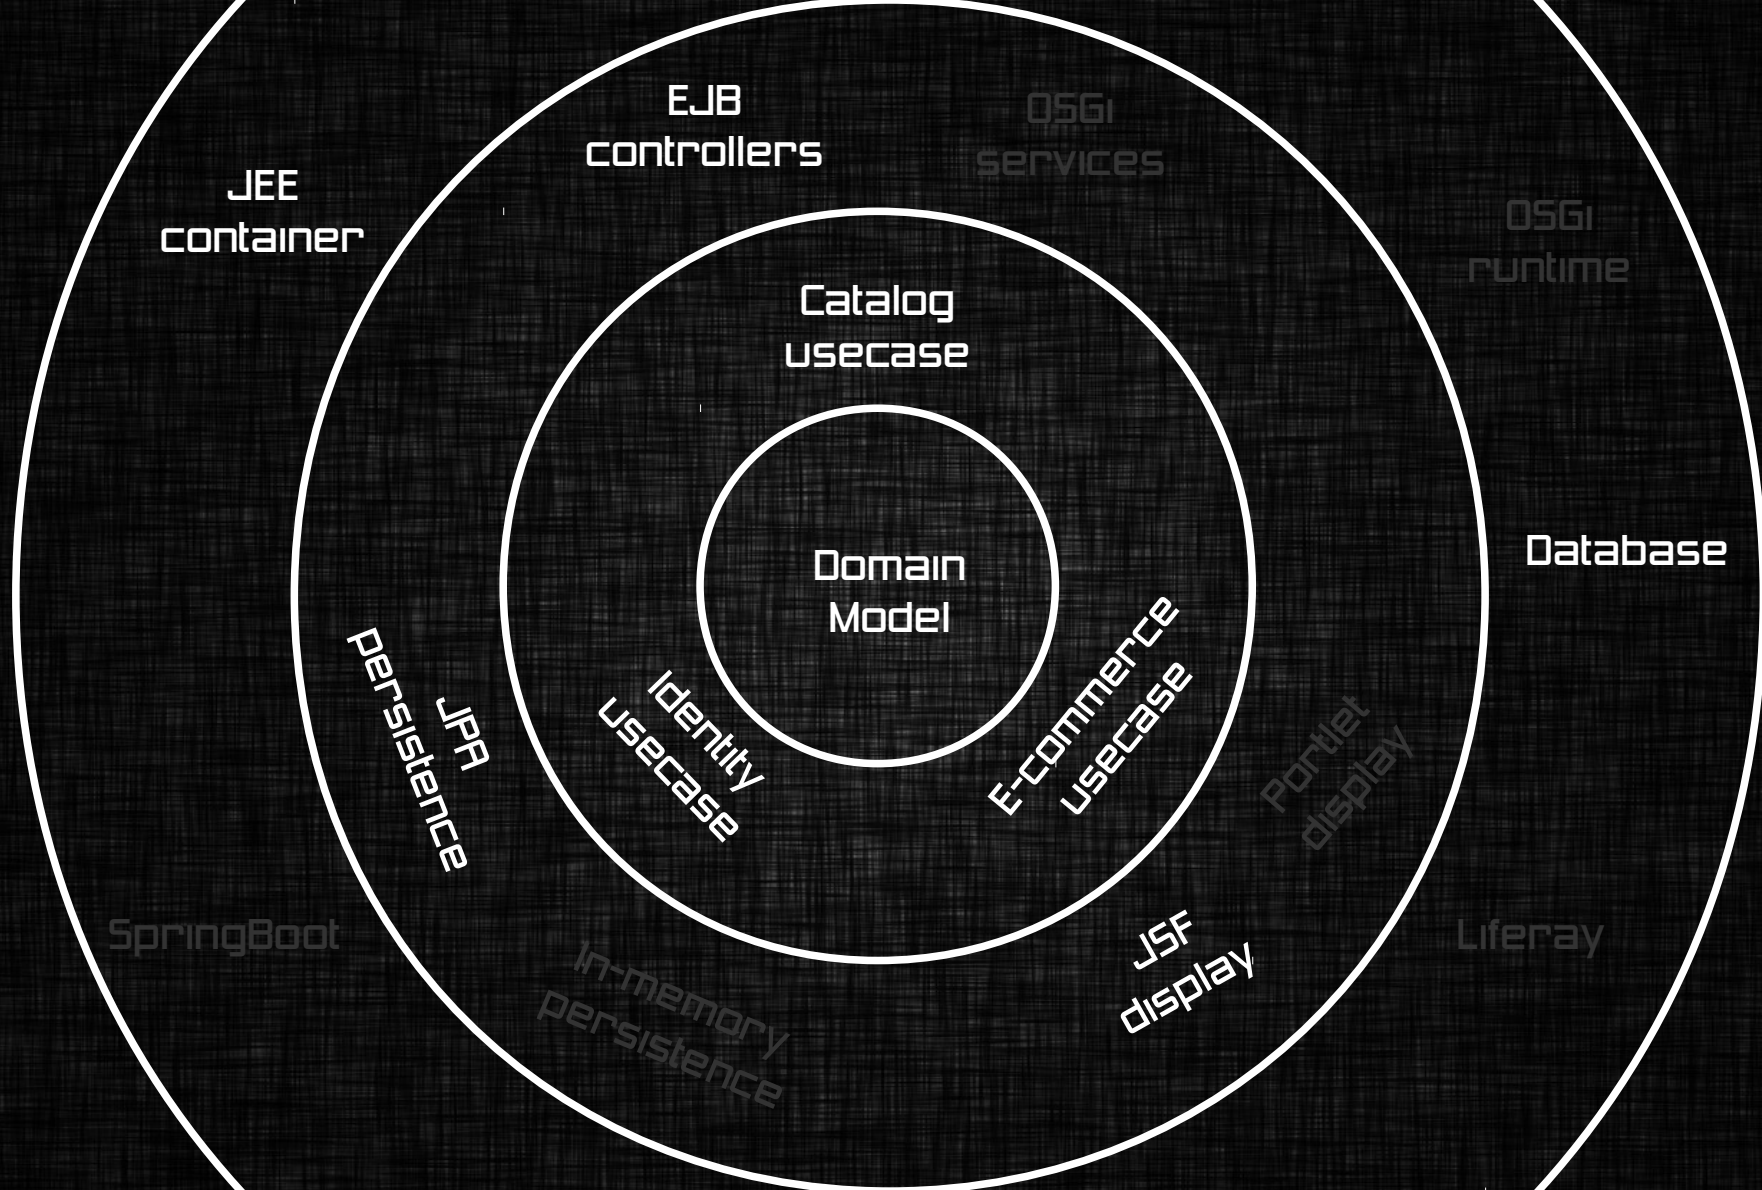 EJB
controllers
OSGi
services
JEE
container
OSGi
runtime
Catalog
usecase
Domain
Model
Database
JPA
persistence
Identity
usecase
E-commerce
usecase
Portlet
display
SpringBoot
In-memory
persistence
JSF
display
Liferay